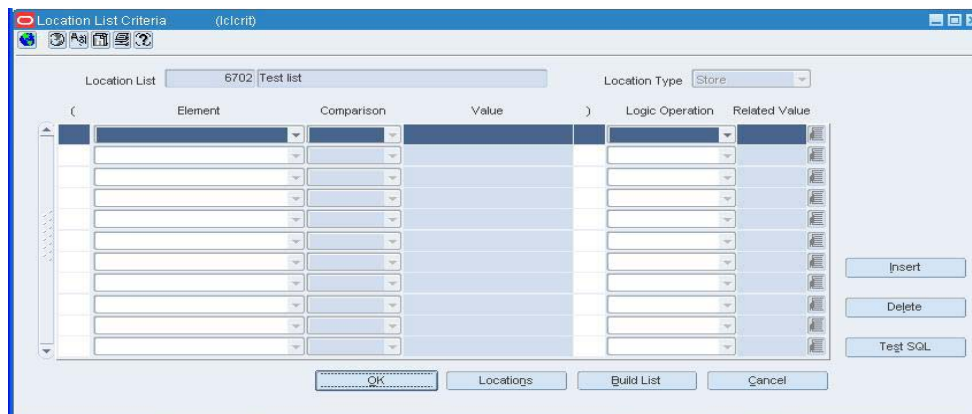 Location List Criteria (lclcrit)
Location List 6702 Test list Location Type Store
( Element Comparison Value ) Logic Operation Related Value
Insert
Delete
Test SQL
OK Locations Build List Cancel